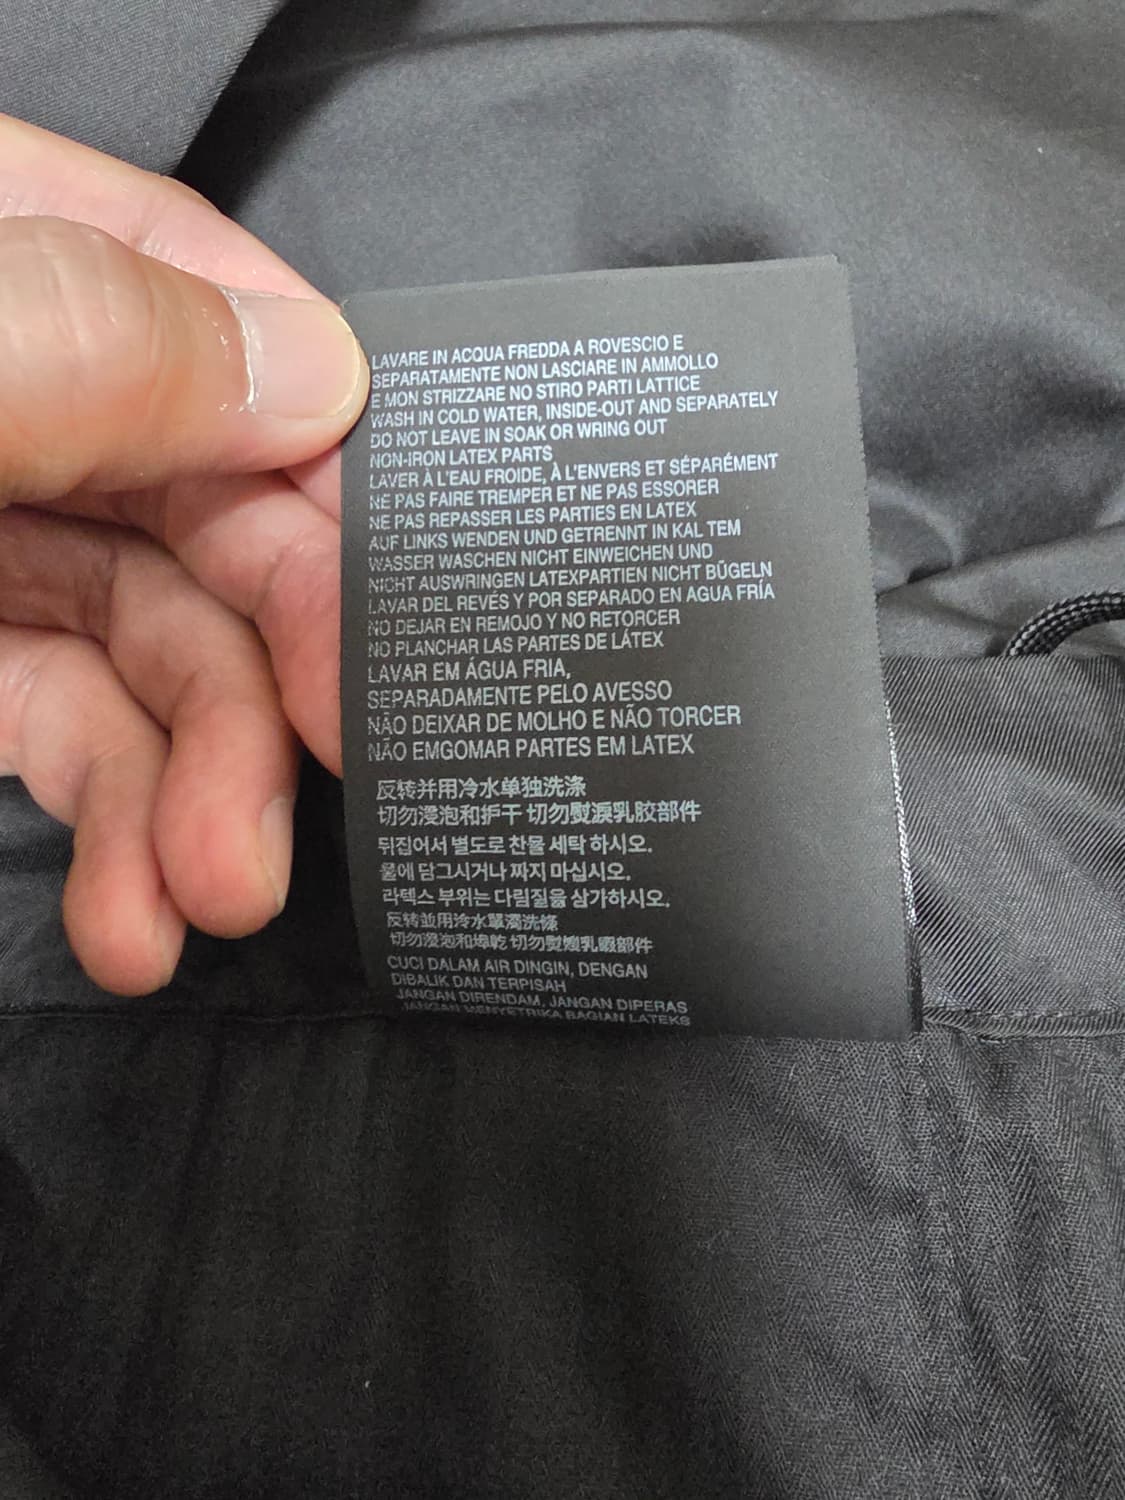 LAVARE IN ACQUA FREDDA A ROVESCIO E
SEPARATAMENTE NON LASCIARE IN AMMOLLO
E MON STRIZZARE NO STIRO PARTI LATTICE
WASH IN COLD WATER, INSIDE-OUT AND SEPARATELY
DO NOT LEAVE IN SOAK OR WRING OUT
NON-IRON LATEX PARTS
LAVER À L'EAU FROIDE, À L'ENVERS ET SÉPARÉMENT
NE PAS FAIRE TREMPER ET NE PAS ESSORER
NE PAS REPASSER LES PARTIES EN LATEX
AUF LINKS WENDEN UND GETRENNT IN KAL TEM
WASSER WASCHEN NICHT EINWEICHEN UND
NICHT AUSWRINGEN LATEXPARTIEN NICHT BÜGELN
LAVAR DEL REVÉS Y POR SEPARADO EN AGUA FRÍA
NO DEJAR EN REMOJO Y NO RETORCER
NO PLANCHAR LAS PARTES DE LÁTEX
LAVAR EM ÁGUA FRIA,
SEPARADAMENTE PELO AVESSO
NÃO DEIXAR DE MOLHO E NÃO TORCER
NÃO EMGOMAR PARTES EM LATEX
反转并用冷水单独洗涤
切勿浸泡和拧干 切勿熨淚乳胶部件
뒤집어서 별도로 찬물 세탁 하시오.
물에 담그시거나 짜지 마십시오.
라텍스 부위는 다림질을 삼가하시오.
反转並用冷水單獨洗滌
切勿浸泡和 切勿熨 部件
CUCI DALAM AIR DINGIN, DENGAN
DIBALIK DAN TERPISAH
JANGAN DIRENDAM, JANGAN DIPERAS
JANGAN MENYETRIKA BAGIAN LATEKS